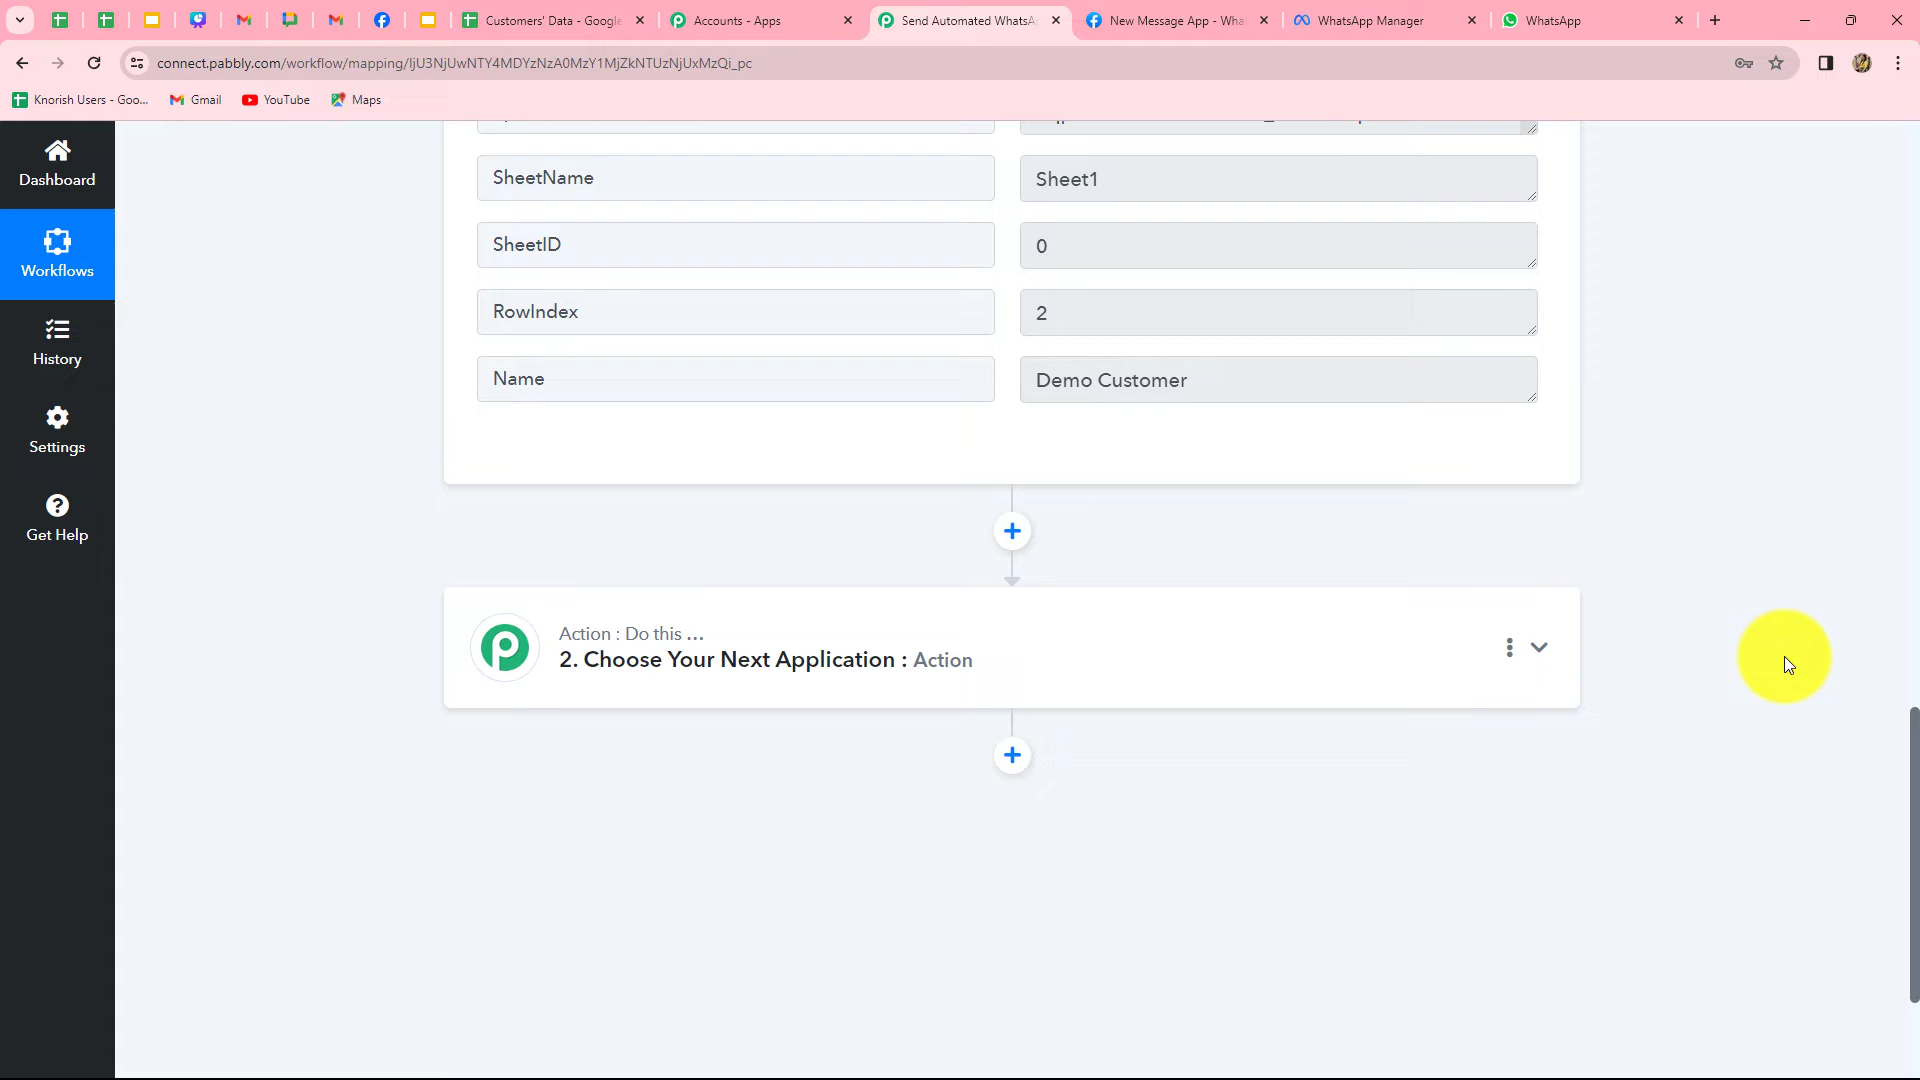 Customers' Data - Google
Accounts - Apps
Send Automated WhatsA
New Message App - Wha
WhatsApp Manager
WhatsApp
connect.pabbly.com/workflow/mapping/IjU3NjUwNTY4MDYzNzA0MzY1MjZkNTUzNjUxMzQi_pc
Knorish Users - Goo...
Gmail
YouTube
Maps
Dashboard
Workflows
History
Settings
Get Help
SheetName
Sheet1
SheetID
0
RowIndex
2
Name
Demo Customer
Action : Do this ...
2. Choose Your Next Application : Action